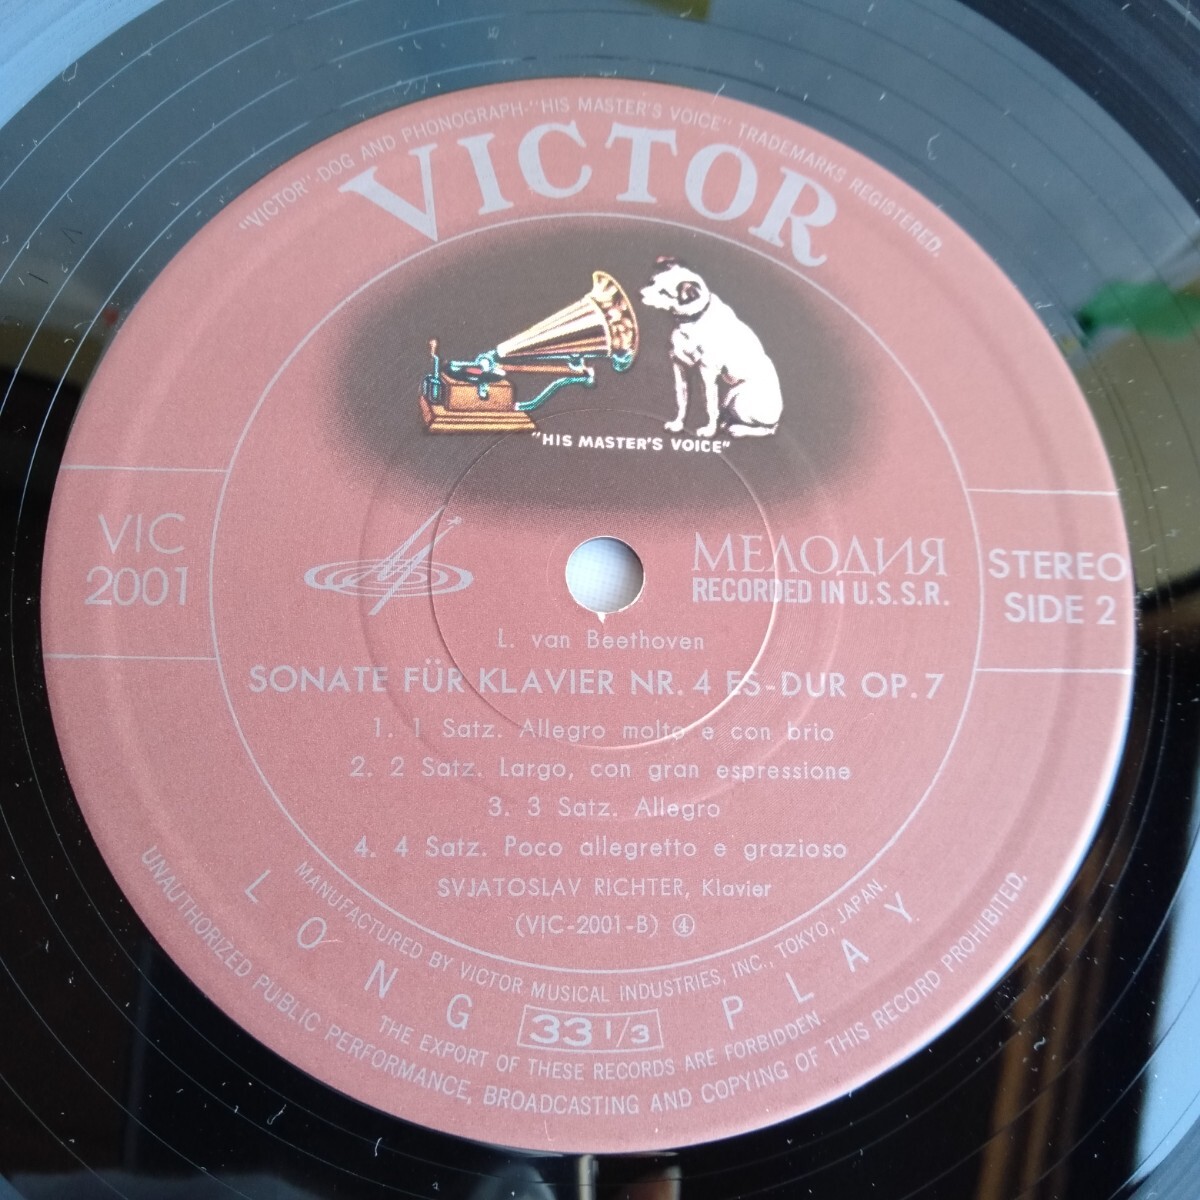 "VICTOR"-DOG AND PHONOGRAPH-"HIS MASTER'S VOICE" TRADEMARKS REGISTERED.
VICTOR
"HIS MASTER'S VOICE"
VIC
2001
МЕЛОДИЯ
RECORDED IN U.S.S.R.
STEREO
SIDE 2
L. van Beethoven
SONATE FÜR KLAVIER NR. 4 ES-DUR OP. 7
1. 1 Satz. Allegro molto e con brio
2. 2 Satz. Largo, con gran espressione
3. 3 Satz. Allegro
4. 4 Satz. Poco allegretto e grazioso
SVJATOSLAV RICHTER, Klavier
(VIC-2001-B) ④
MANUFACTURED BY VICTOR MUSICAL INDUSTRIES, INC., TOKYO, JAPAN.
LONG PLAY
33 1/3
THE EXPORT OF THESE RECORDS ARE FORBIDDEN.
UNAUTHORIZED PUBLIC PERFORMANCE, BROADCASTING AND COPYING OF THIS RECORD PROHIBITED.